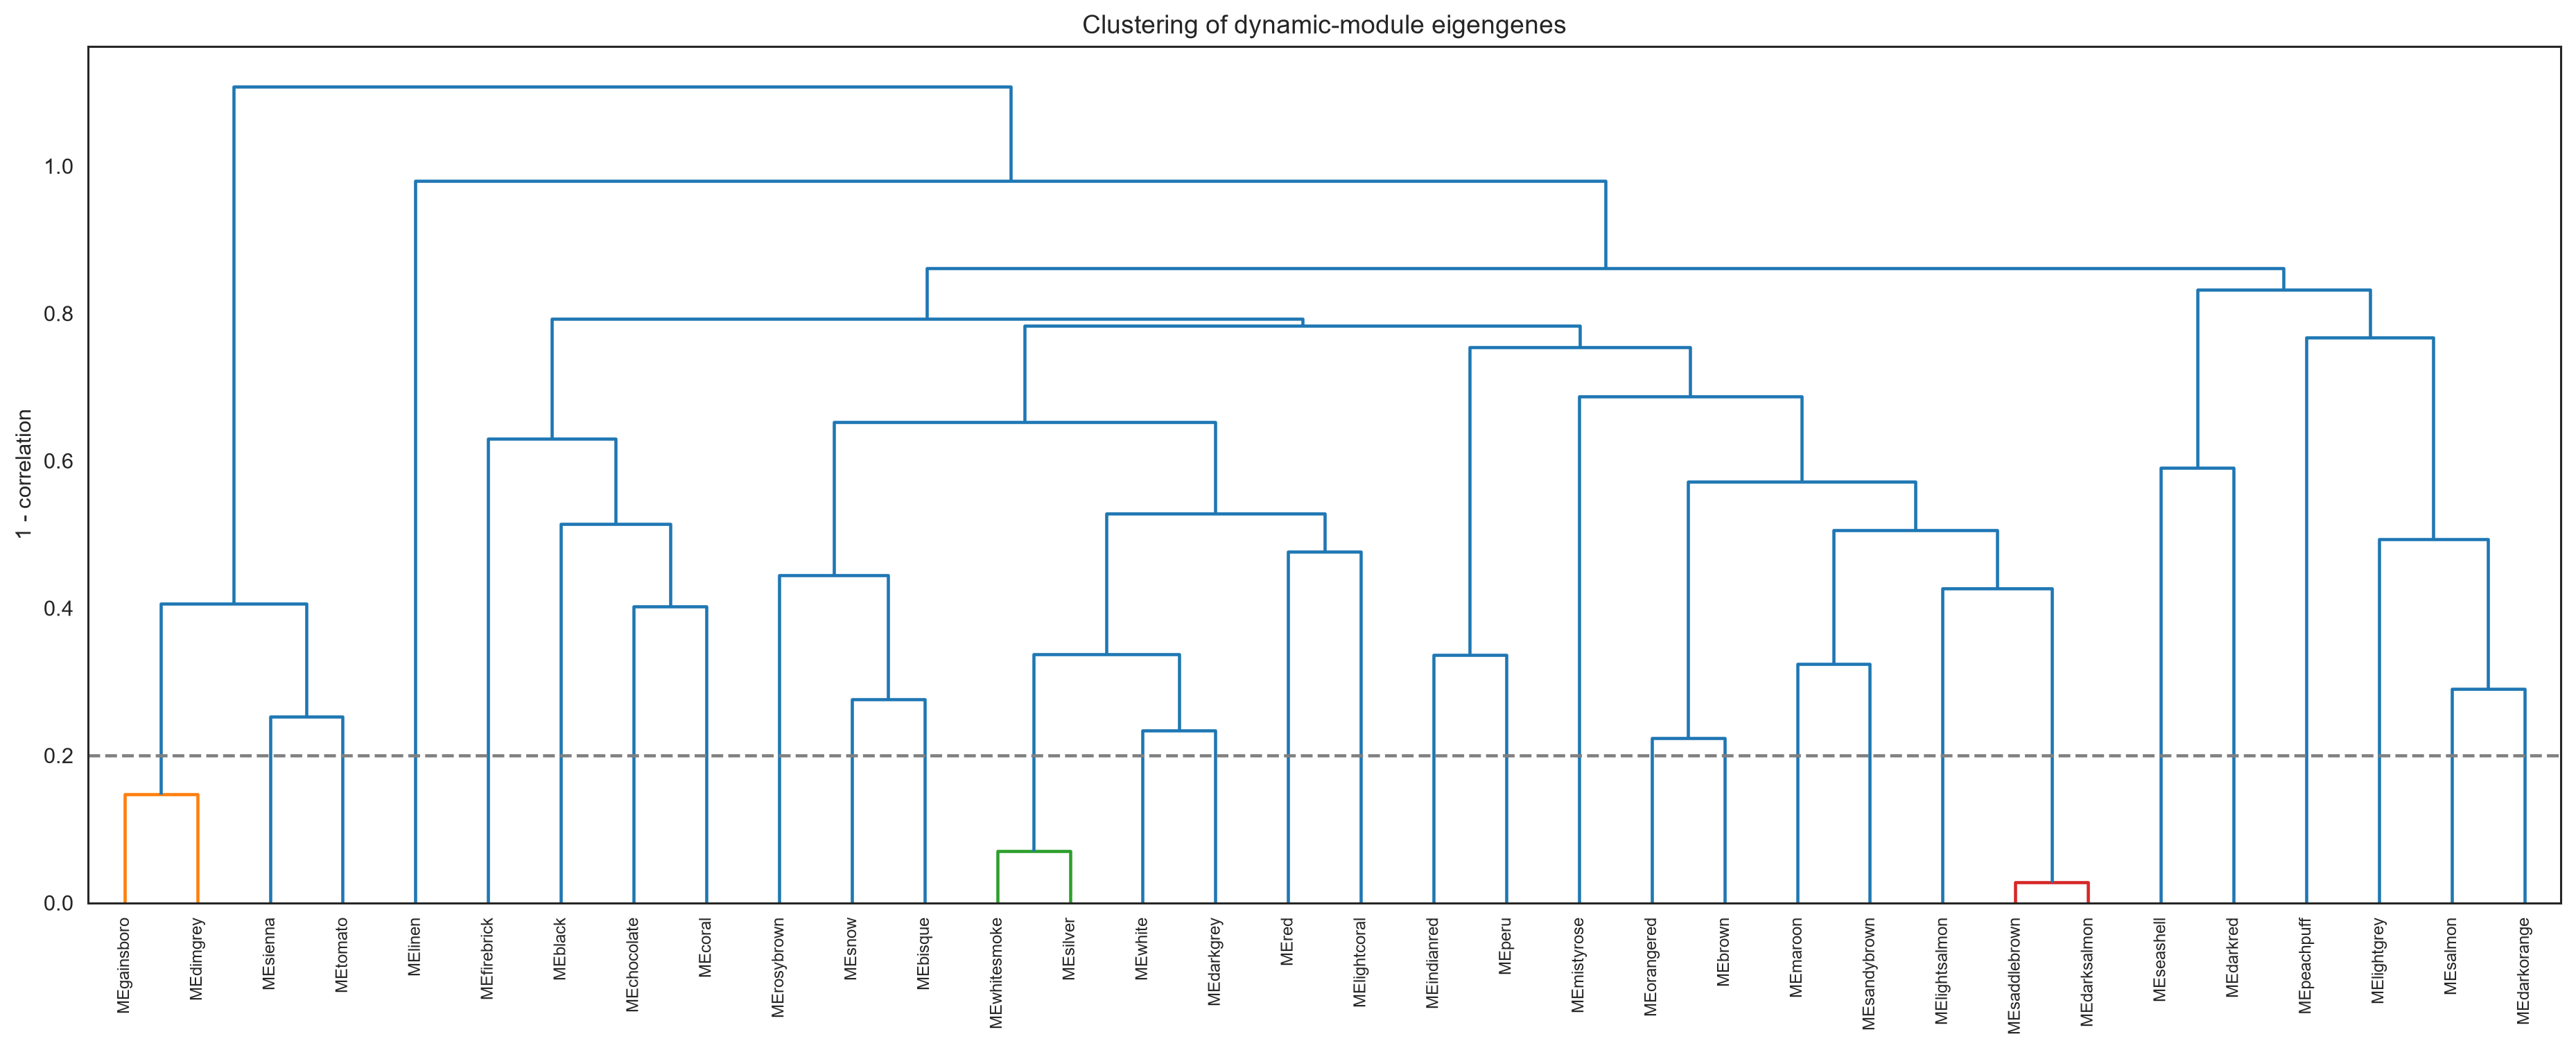 Clustering of dynamic-module eigengenes
1 - correlation
1.0
0.8
0.6
0.4
0.2
0.0
MEgainsboro
MEdimgrey
MEsienna
MEtomato
MElinen
MEfirebrick
MEblack
MEchocolate
MEcoral
MErosybrown
MEsnow
MEbisque
MEwhitesmoke
MEsilver
MEwhite
MEdarkgrey
MEred
MElightcoral
MEindianred
MEperu
MEmistyrose
MEorangered
MEbrown
MEmaroon
MEsandybrown
MElightsalmon
MEsaddlebrown
MEdarksalmon
MEseashell
MEdarkred
MEpeachpuff
MElightgrey
MEsalmon
MEdarkorange